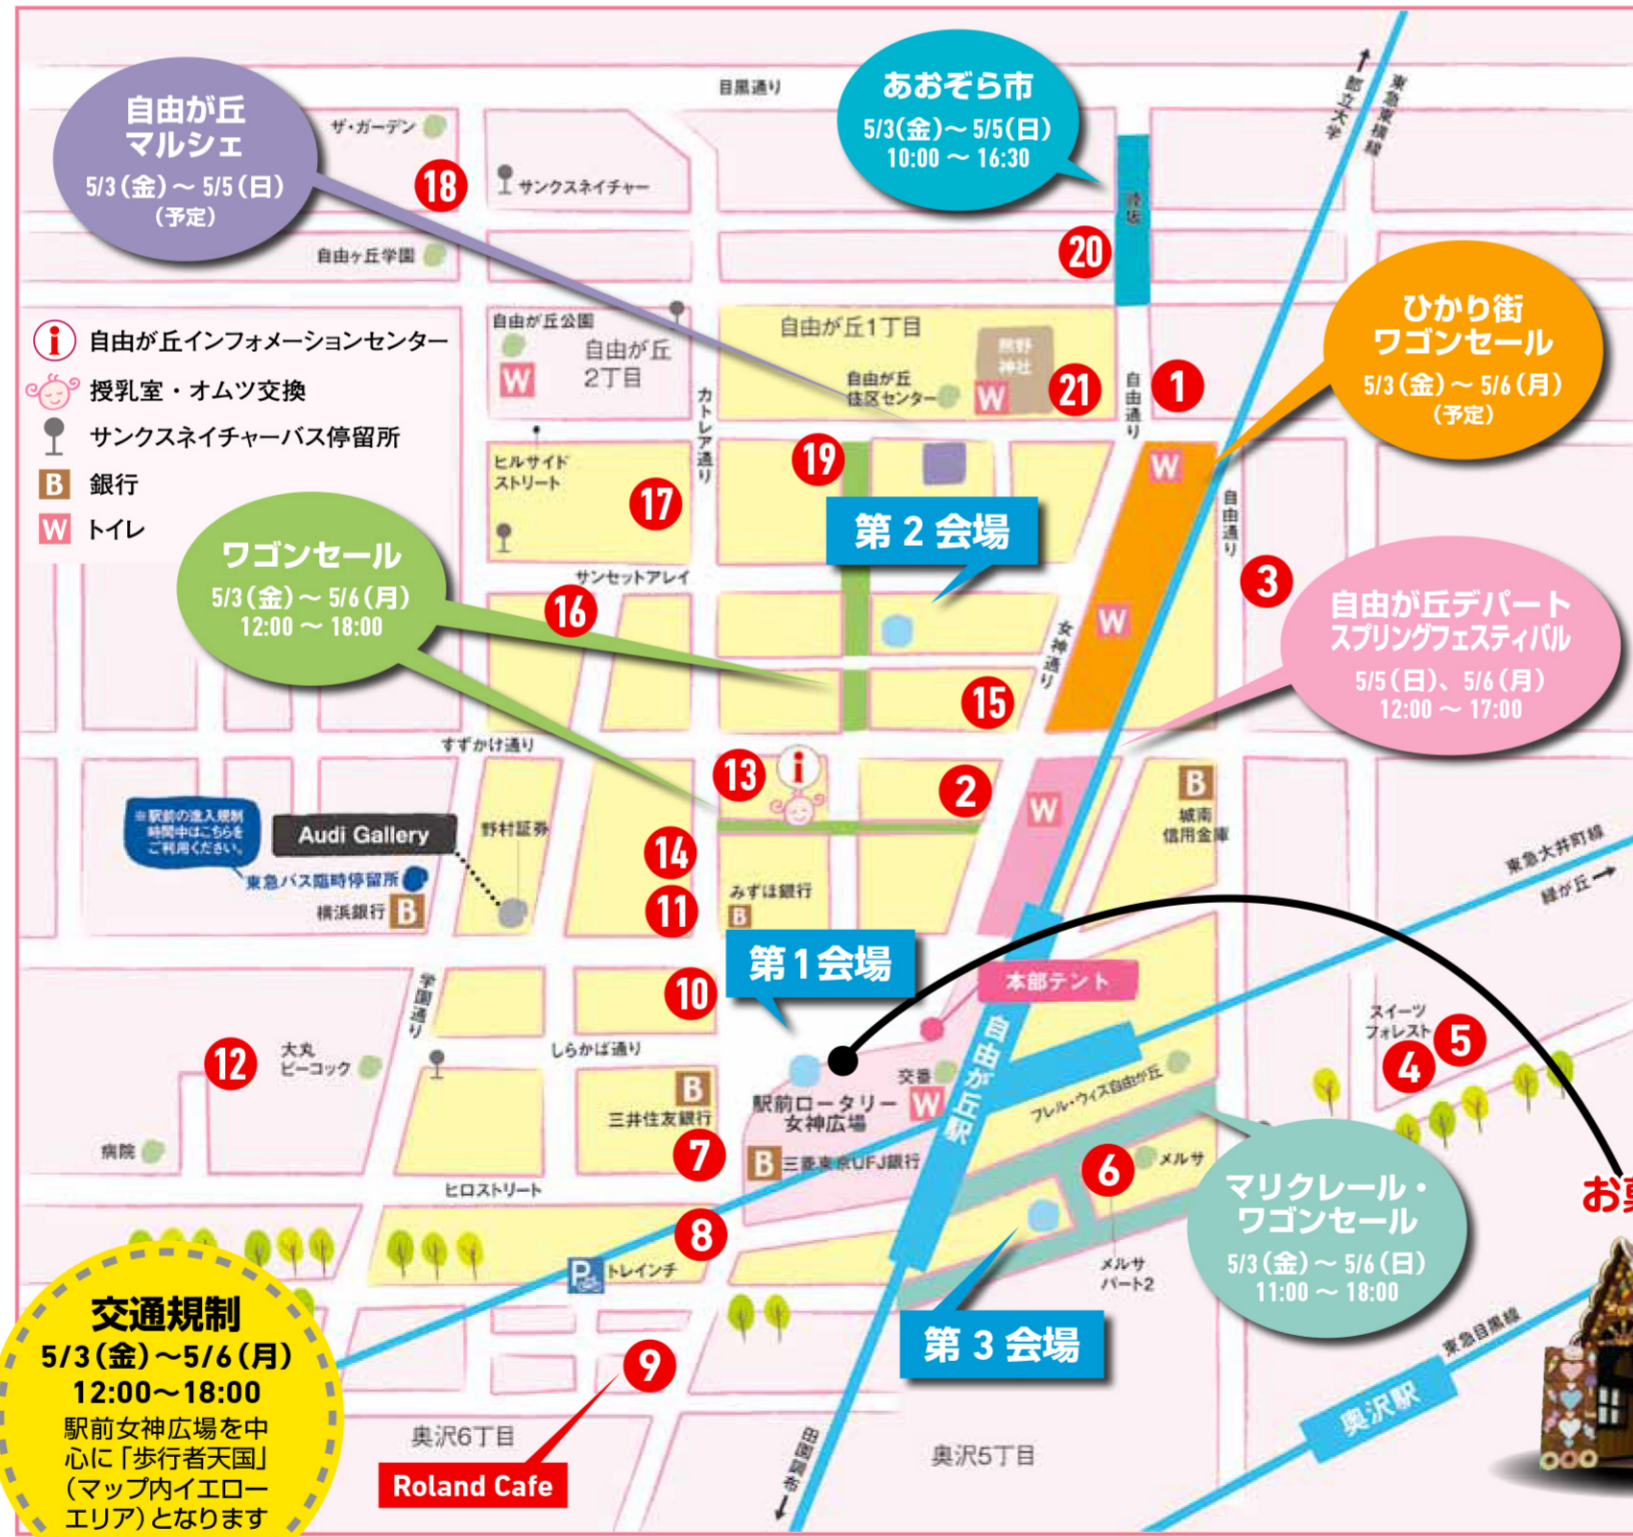 目黒通り
自由が丘
マルシェ
5/3(金)～5/5(日)
(予定)
ザ・ガーデン
18
サンクスネイチャー
自由ヶ丘学園
あおぞら市
5/3(金)～5/5(日)
10:00～16:30
20
↑都立大学
東急東横線
ひかり街
ワゴンセール
5/3(金)～5/6(月)
(予定)
i 自由が丘インフォメーションセンター
授乳室・オムツ交換
サンクスネイチャーバス停留所
B 銀行
W トイレ
自由が丘公園
W
自由が丘
2丁目
カトレア通り
自由が丘1丁目
熊野
神社
自由が丘
住区センター
W
21
自由通り
1
W
ヒルサイド
ストリート
17
19
第2会場
自由通り
3
ワゴンセール
5/3(金)～5/6(月)
12:00～18:00
サンセットアレイ
16
15
女神通り
W
自由が丘デパート
スプリングフェスティバル
5/5(日)、5/6(月)
12:00～17:00
すずかけ通り
13
i
2
W
B
城南
信用金庫
※駅前の進入規制
時間中はこちらを
ご利用ください。
Audi Gallery
野村証券
東急バス臨時停留所
横浜銀行 B
14
11
みずほ銀行
B
東急大井町線
緑が丘→
第1会場
本部テント
学園通り
10
しらかば通り
12
大丸
ピーコック
病院
B
三井住友銀行
7
駅前ロータリー
女神広場
交番
W
B 三菱東京UFJ銀行
自由が丘駅
フレル・ウィズ自由が丘
スイーツ
フォレスト
4
5
6
メルサ
メルサ
パート2
マリクレール・
ワゴンセール
5/3(金)～5/6(日)
11:00～18:00
お
ヒロストリート
8
P トレインチ
第3会場
9
Roland Cafe
奥沢6丁目
奥沢5丁目
田園調布↓
東急目黒線
奥沢駅
交通規制
5/3(金)～5/6(月)
12:00～18:00
駅前女神広場を中
心に「歩行者天国」
(マップ内イエロー
エリア)となります